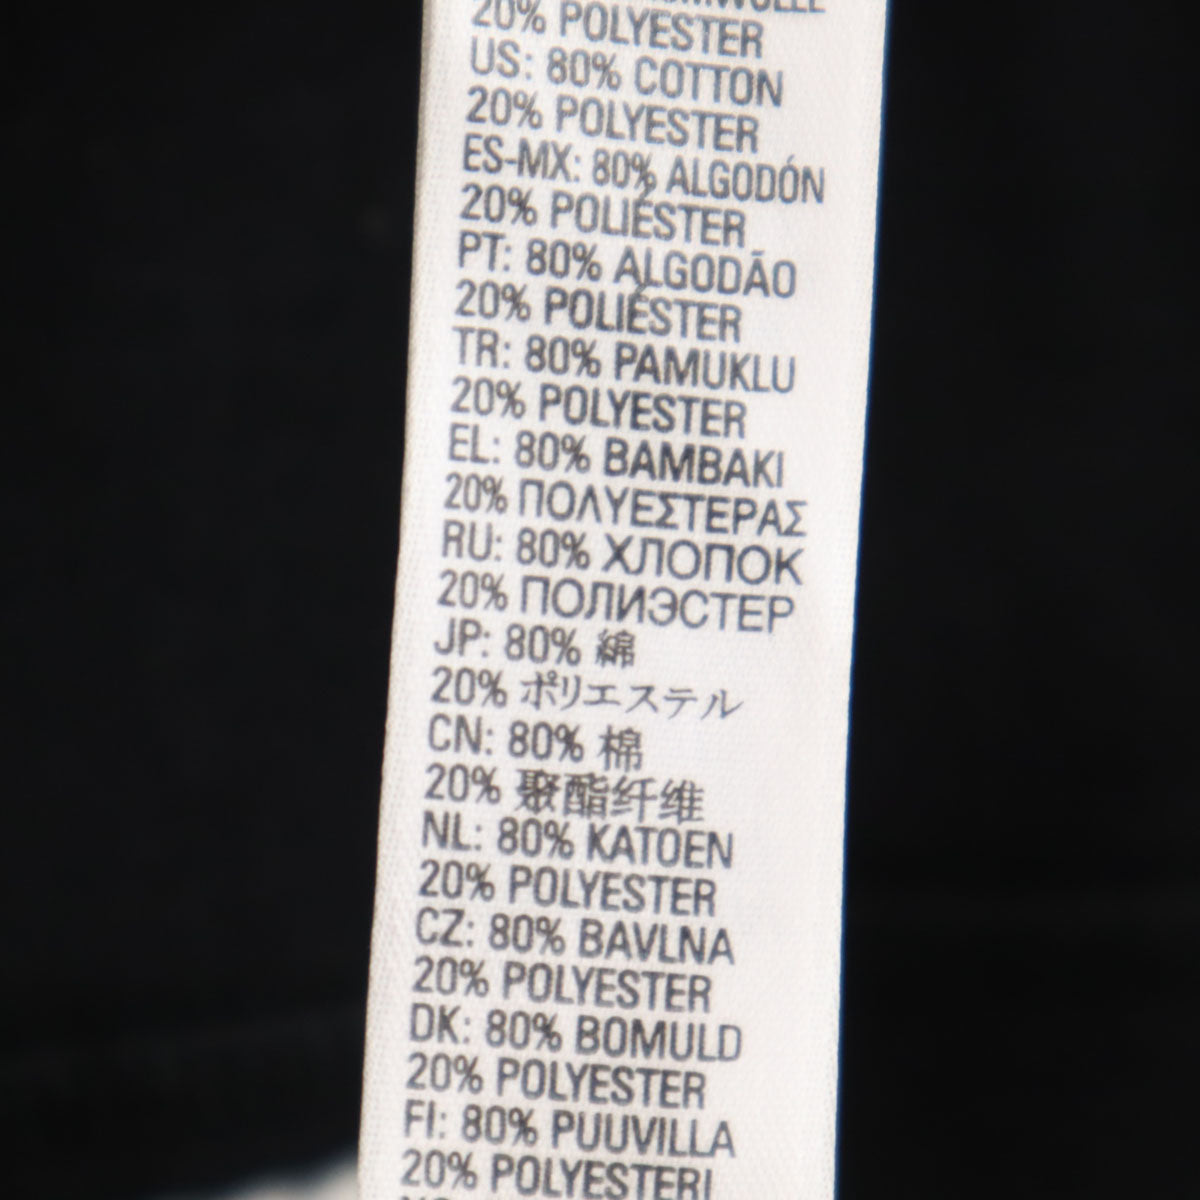 20% POLYESTER
US: 80% COTTON
20% POLYESTER
ES-MX: 80% ALGODÓN
20% POLIÉSTER
PT: 80% ALGODÃO
20% POLIÉSTER
TR: 80% PAMUKLU
20% POLYESTER
EL: 80% BAMBAKI
20% ΠΟΛΥΕΣΤΕΡΑΣ
RU: 80% ХЛОПОК
20% ПОЛИЭСТЕР
JP: 80% 綿
20% ポリエステル
CN: 80% 棉
20% 聚酯纤维
NL: 80% KATOEN
20% POLYESTER
CZ: 80% BAVLNA
20% POLYESTER
DK: 80% BOMULD
20% POLYESTER
FI: 80% PUUVILLA
20% POLYESTERI